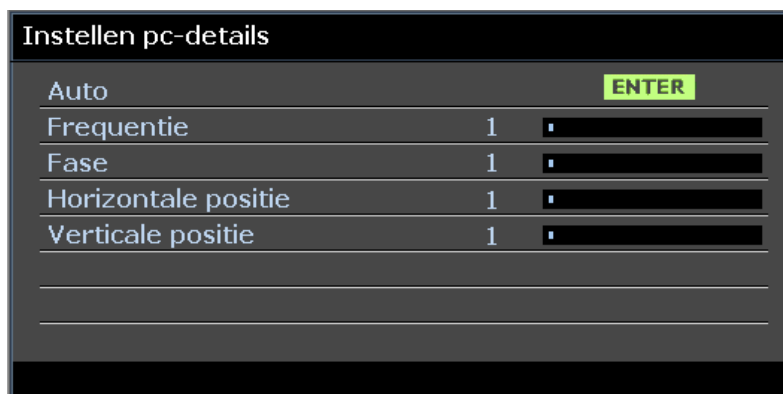 Instellen pc-details
Auto ENTER
Frequentie 1
Fase 1
Horizontale positie 1
Verticale positie 1